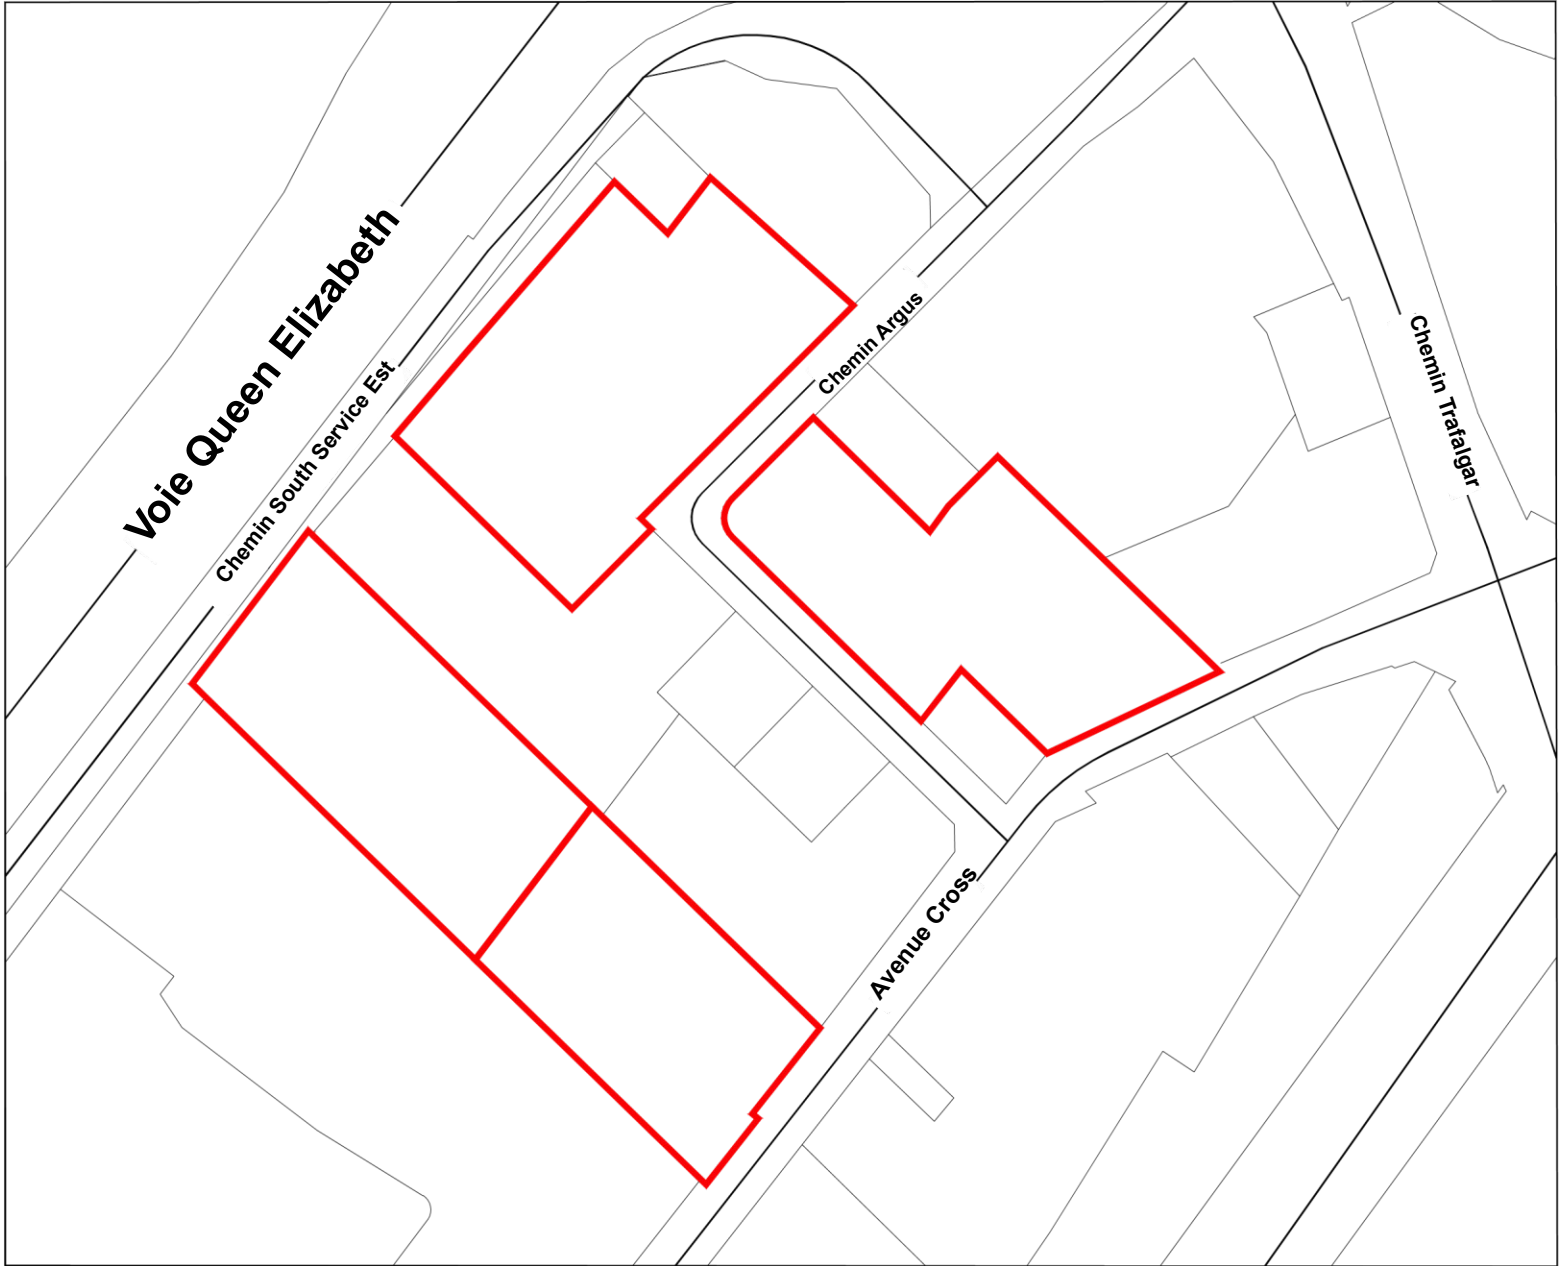 Voie Queen Elizabeth
Chemin South Service Est
Chemin Argus
Chemin Trafalgar
Avenue Cross